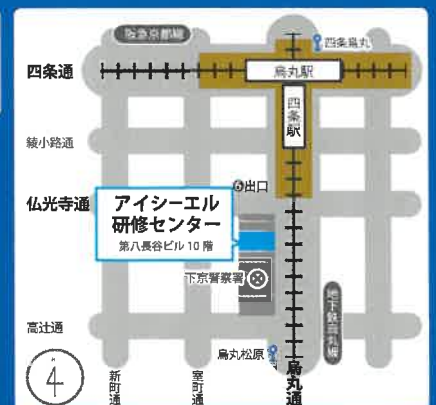 阪急京都線
四条烏丸
四条通
烏丸駅
四条駅
綾小路通
⑥出口
仏光寺通
アイシーエル
研修センター
第八長谷ビル 10 階
下京警察署
地下鉄烏丸線
高辻通
烏丸松原
新町通
室町通
烏丸通